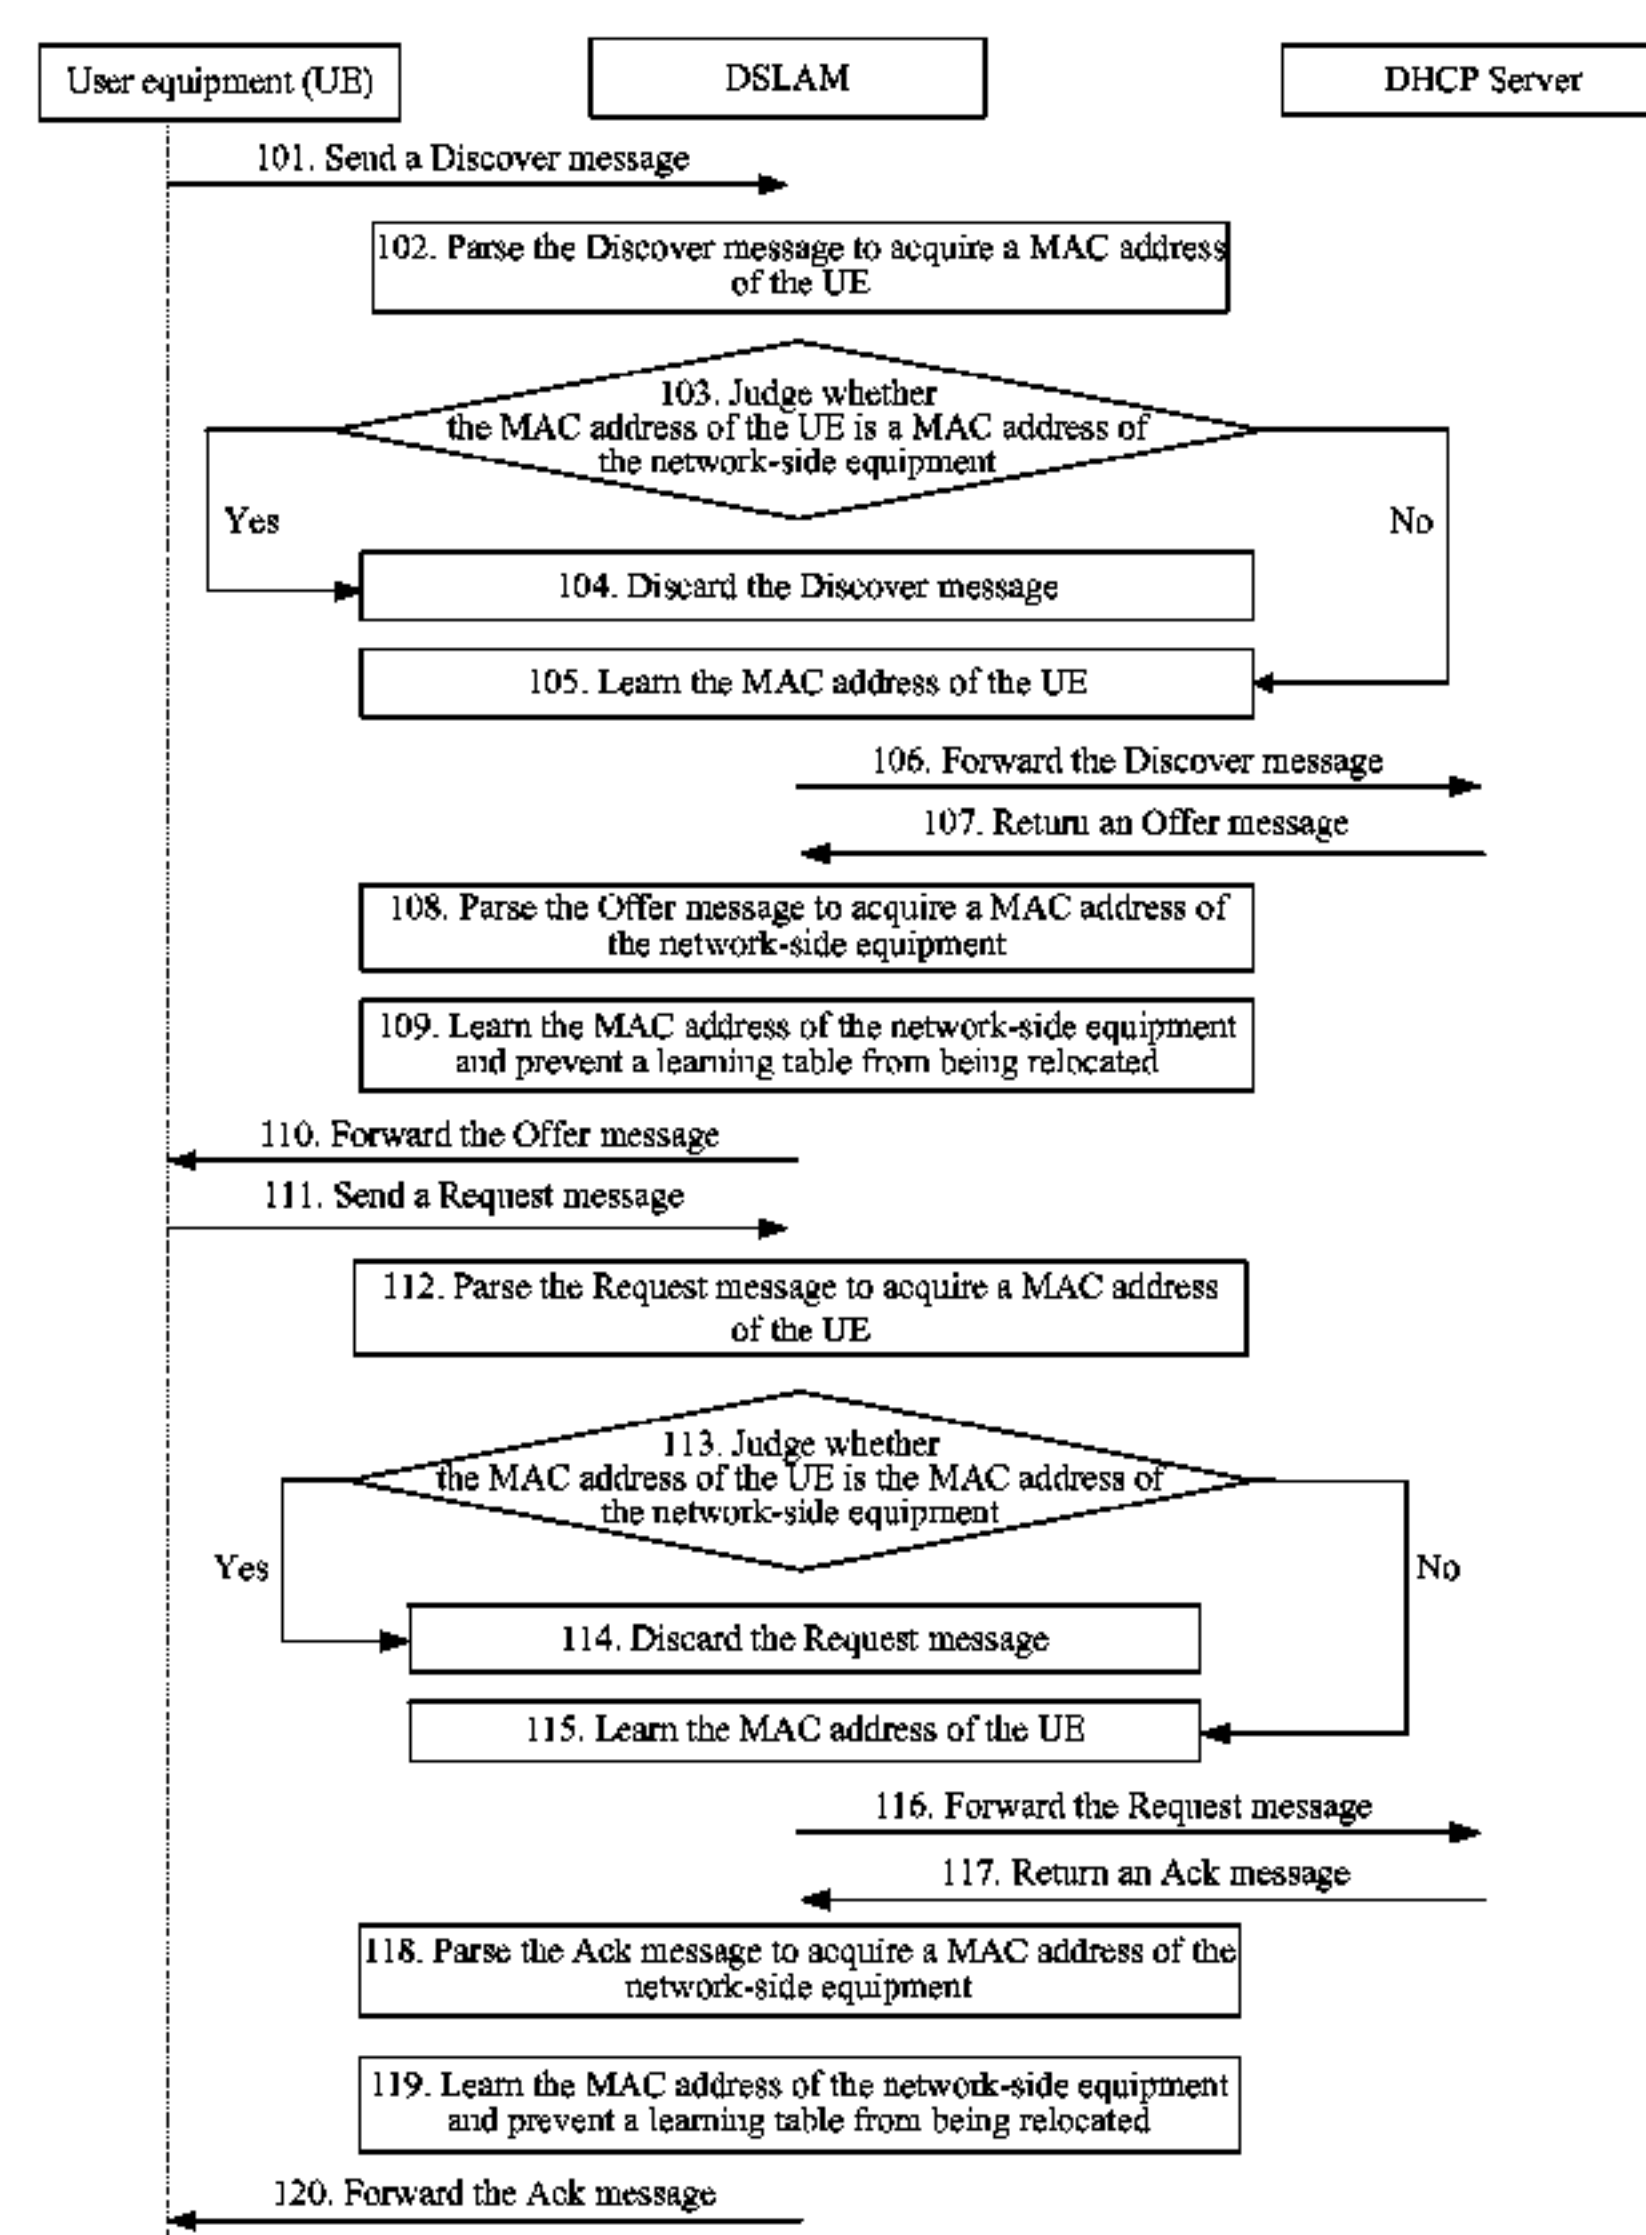 User equipment (UE)
DSLAM
DHCP Server
101. Send a Discover message
102. Parse the Discover message to acquire a MAC address
of the UE
103. Judge whether
the MAC address of the UE is a MAC address of
the network-side equipment
Yes
No
104. Discard the Discover message
105. Learn the MAC address of the UE
106. Forward the Discover message
107. Return an Offer message
108. Parse the Offer message to acquire a MAC address of
the network-side equipment
109. Learn the MAC address of the network-side equipment
and prevent a learning table from being relocated
110. Forward the Offer message
111. Send a Request message
112. Parse the Request message to acquire a MAC address
of the UE
113. Judge whether
the MAC address of the UE is the MAC address of
the network-side equipment
Yes
No
114. Discard the Request message
115. Learn the MAC address of the UE
116. Forward the Request message
117. Return an Ack message
118. Parse the Ack message to acquire a MAC address of the
network-side equipment
119. Learn the MAC address of the network-side equipment
and prevent a learning table from being relocated
120. Forward the Ack message